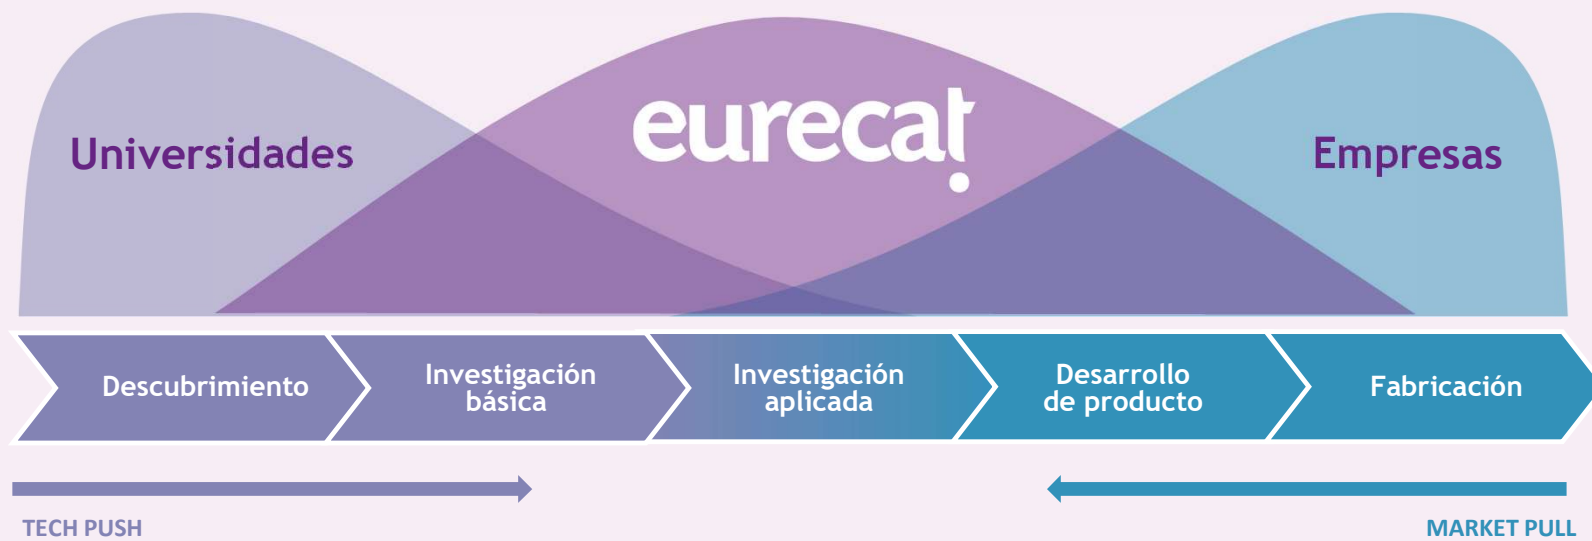 eurecat
Universidades
Empresas
Descubrimiento
Investigación
básica
Investigación
aplicada
Desarrollo
de producto
Fabricación
TECH PUSH
MARKET PULL